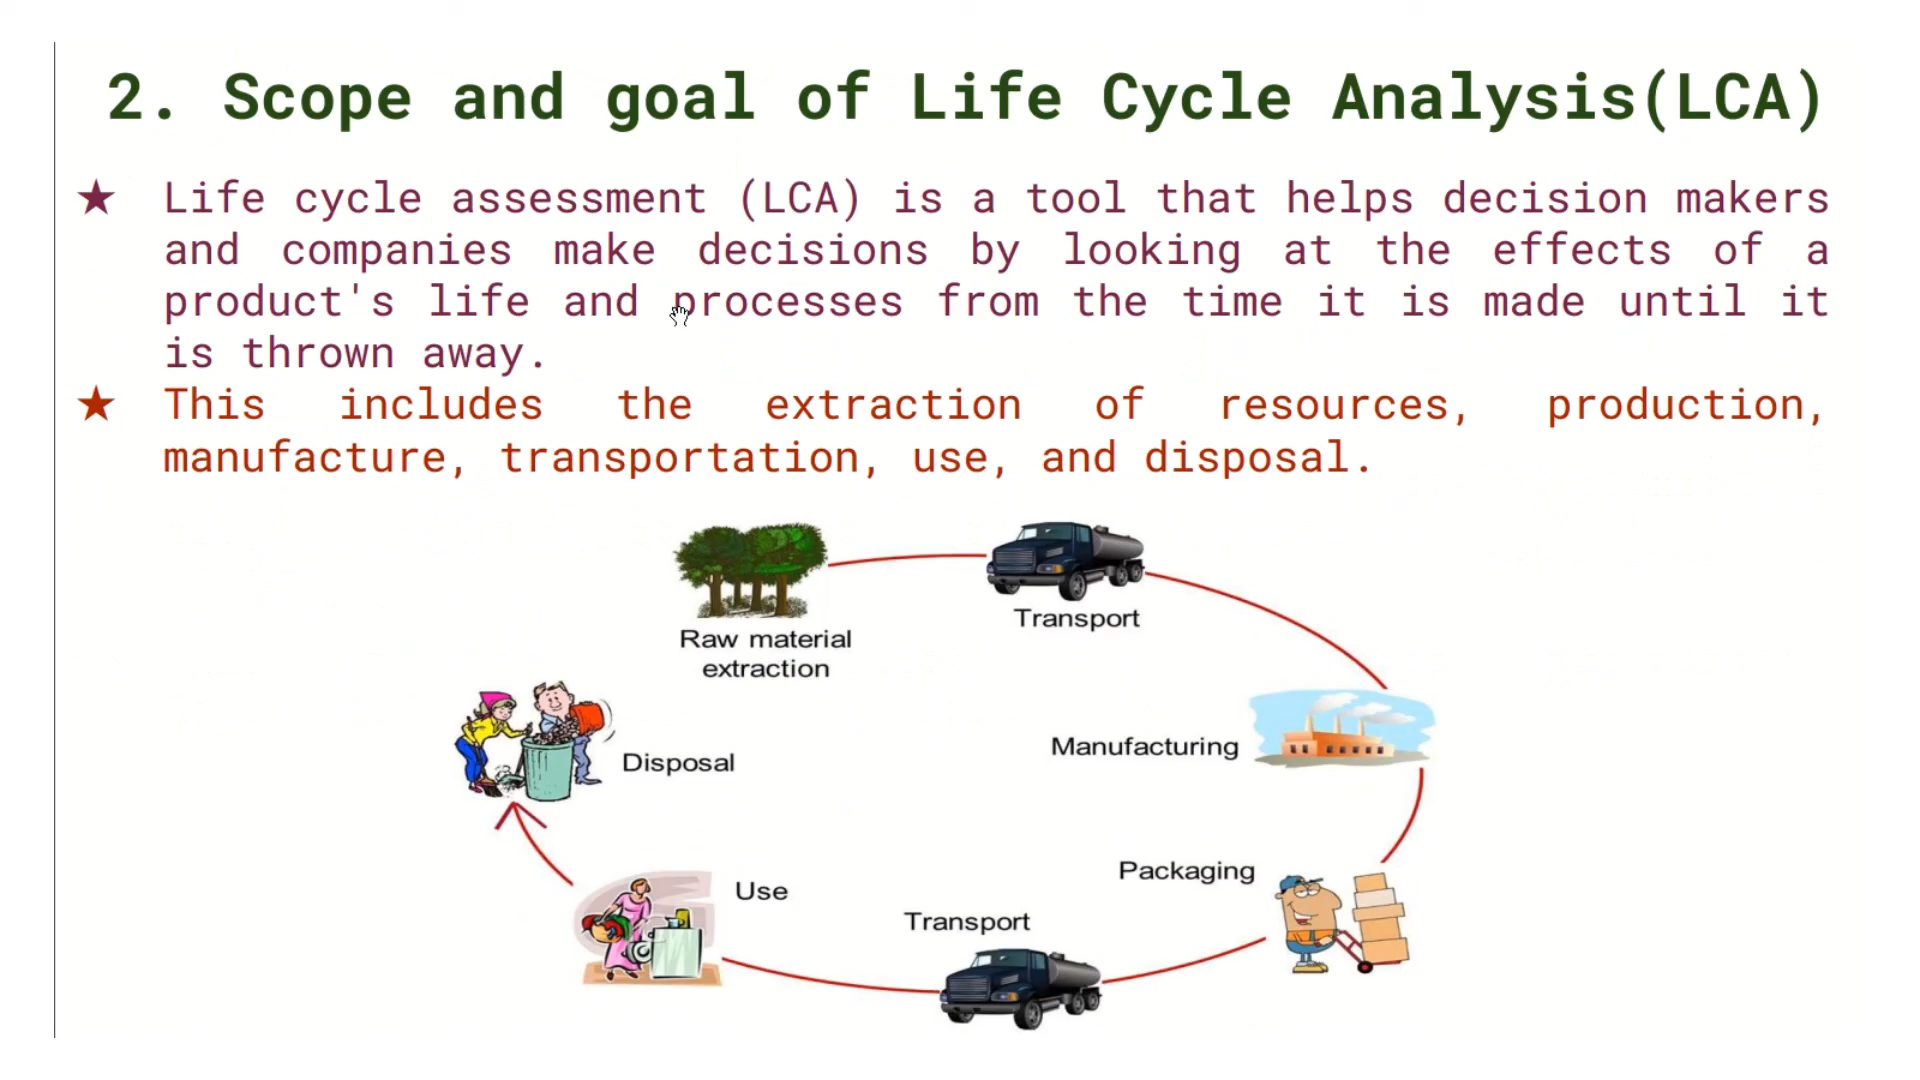 2. Scope and goal of Life Cycle Analysis(LCA)
★ Life cycle assessment (LCA) is a tool that helps decision makers
and companies make decisions by looking at the effects of a
product's life and processes from the time it is made until it
is thrown away.
★ This includes the extraction of resources, production,
manufacture, transportation, use, and disposal.
Transport
Raw material
extraction
Manufacturing
Disposal
Packaging
Use
Transport